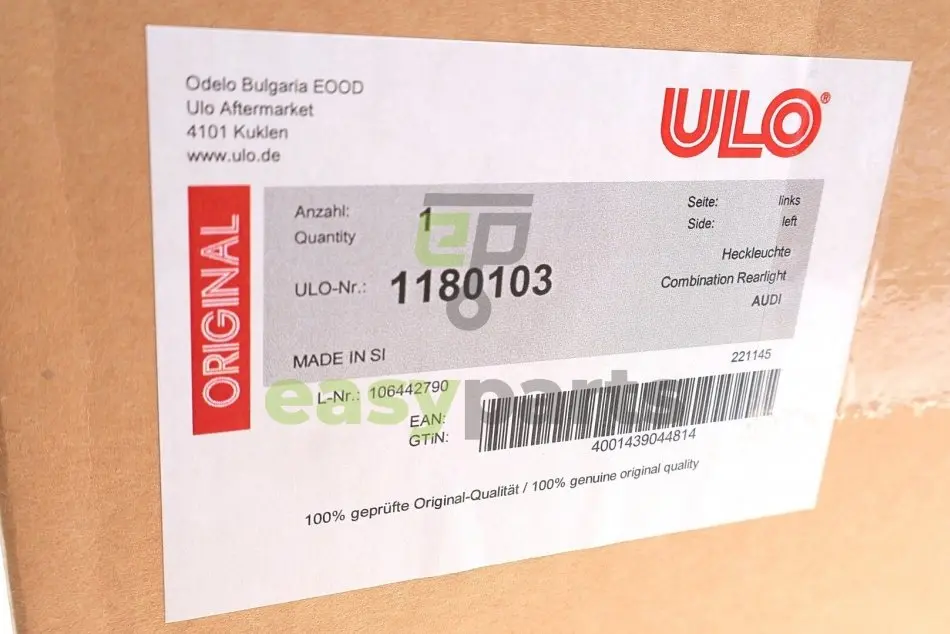 Odelo Bulgaria EOOD
Ulo Aftermarket
4101 Kuklen
www.ulo.de
ULO®
ORIGINAL
Anzahl: 1
Quantity
Seite: links
Side: left
Heckleuchte
Combination Rearlight
AUDI
ULO-Nr.: 1180103
MADE IN SI
221145
L-Nr.: 106442790
EAN:
GTiN:
4001439044814
100% geprüfte Original-Qualität / 100% genuine original quality
ep
easyparts